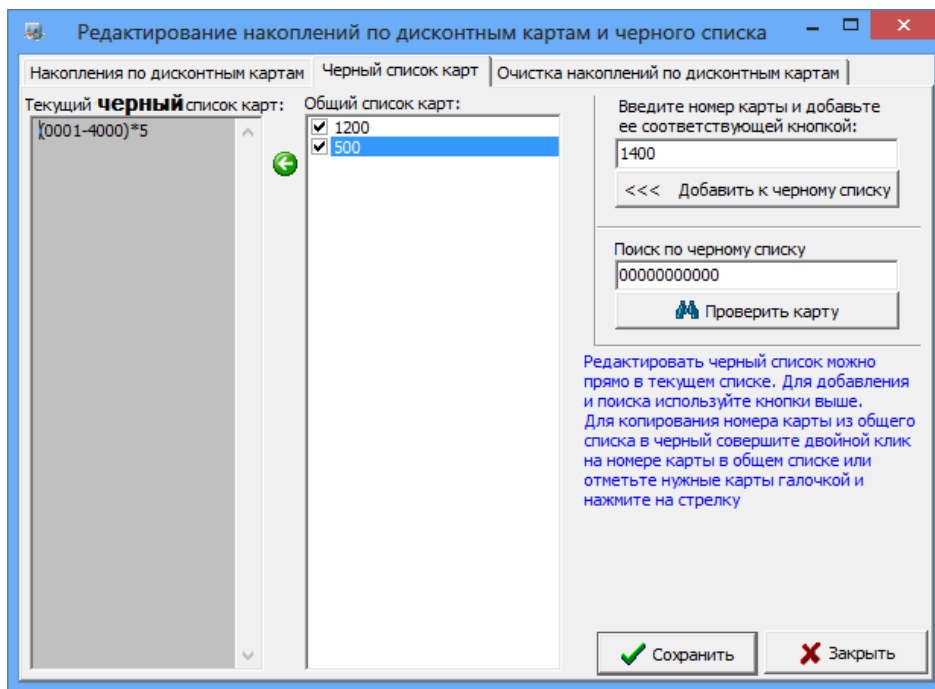 Редактирование накоплений по дисконтным картам и черного списка
Накопления по дисконтным картам
Черный список карт
Очистка накоплений по дисконтным картам
Текущий черный список карт:
(0001-4000)*5
Общий список карт:
1200
500
Введите номер карты и добавьте
ее соответствующей кнопкой:
1400
<<< Добавить к черному списку
Поиск по черному списку
00000000000
Проверить карту
Редактировать черный список можно
прямо в текущем списке. Для добавления
и поиска используйте кнопки выше.
Для копирования номера карты из общего
списка в черный совершите двойной клик
на номере карты в общем списке или
отметьте нужные карты галочкой и
нажмите на стрелку
Сохранить
Закрыть